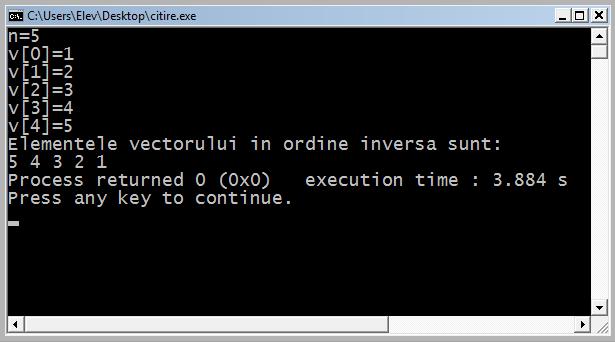 C:\Users\Elev\Desktop\citire.exe
n=5
v[0]=1
v[1]=2
v[2]=3
v[3]=4
v[4]=5
Elementele vectorului in ordine inversa sunt:
5 4 3 2 1
Process returned 0 (0x0)   execution time : 3.884 s
Press any key to continue.